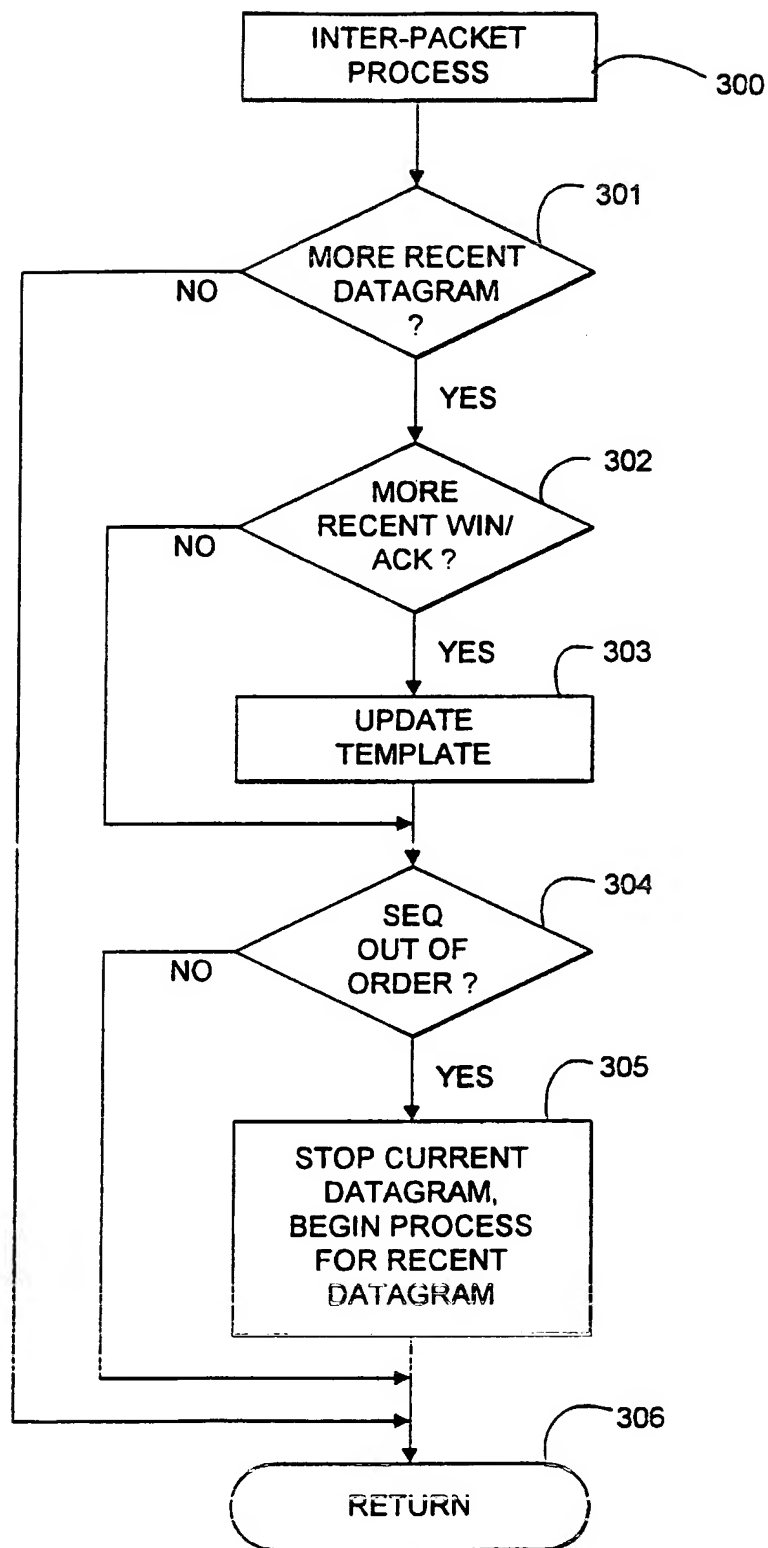 INTER-PACKET
PROCESS
300
301
MORE RECENT
DATAGRAM
?
NO
YES
302
MORE
RECENT WIN/
ACK ?
NO
YES
303
UPDATE
TEMPLATE
304
SEQ
OUT OF
ORDER ?
NO
YES
305
STOP CURRENT
DATAGRAM,
BEGIN PROCESS
FOR RECENT
DATAGRAM
306
RETURN